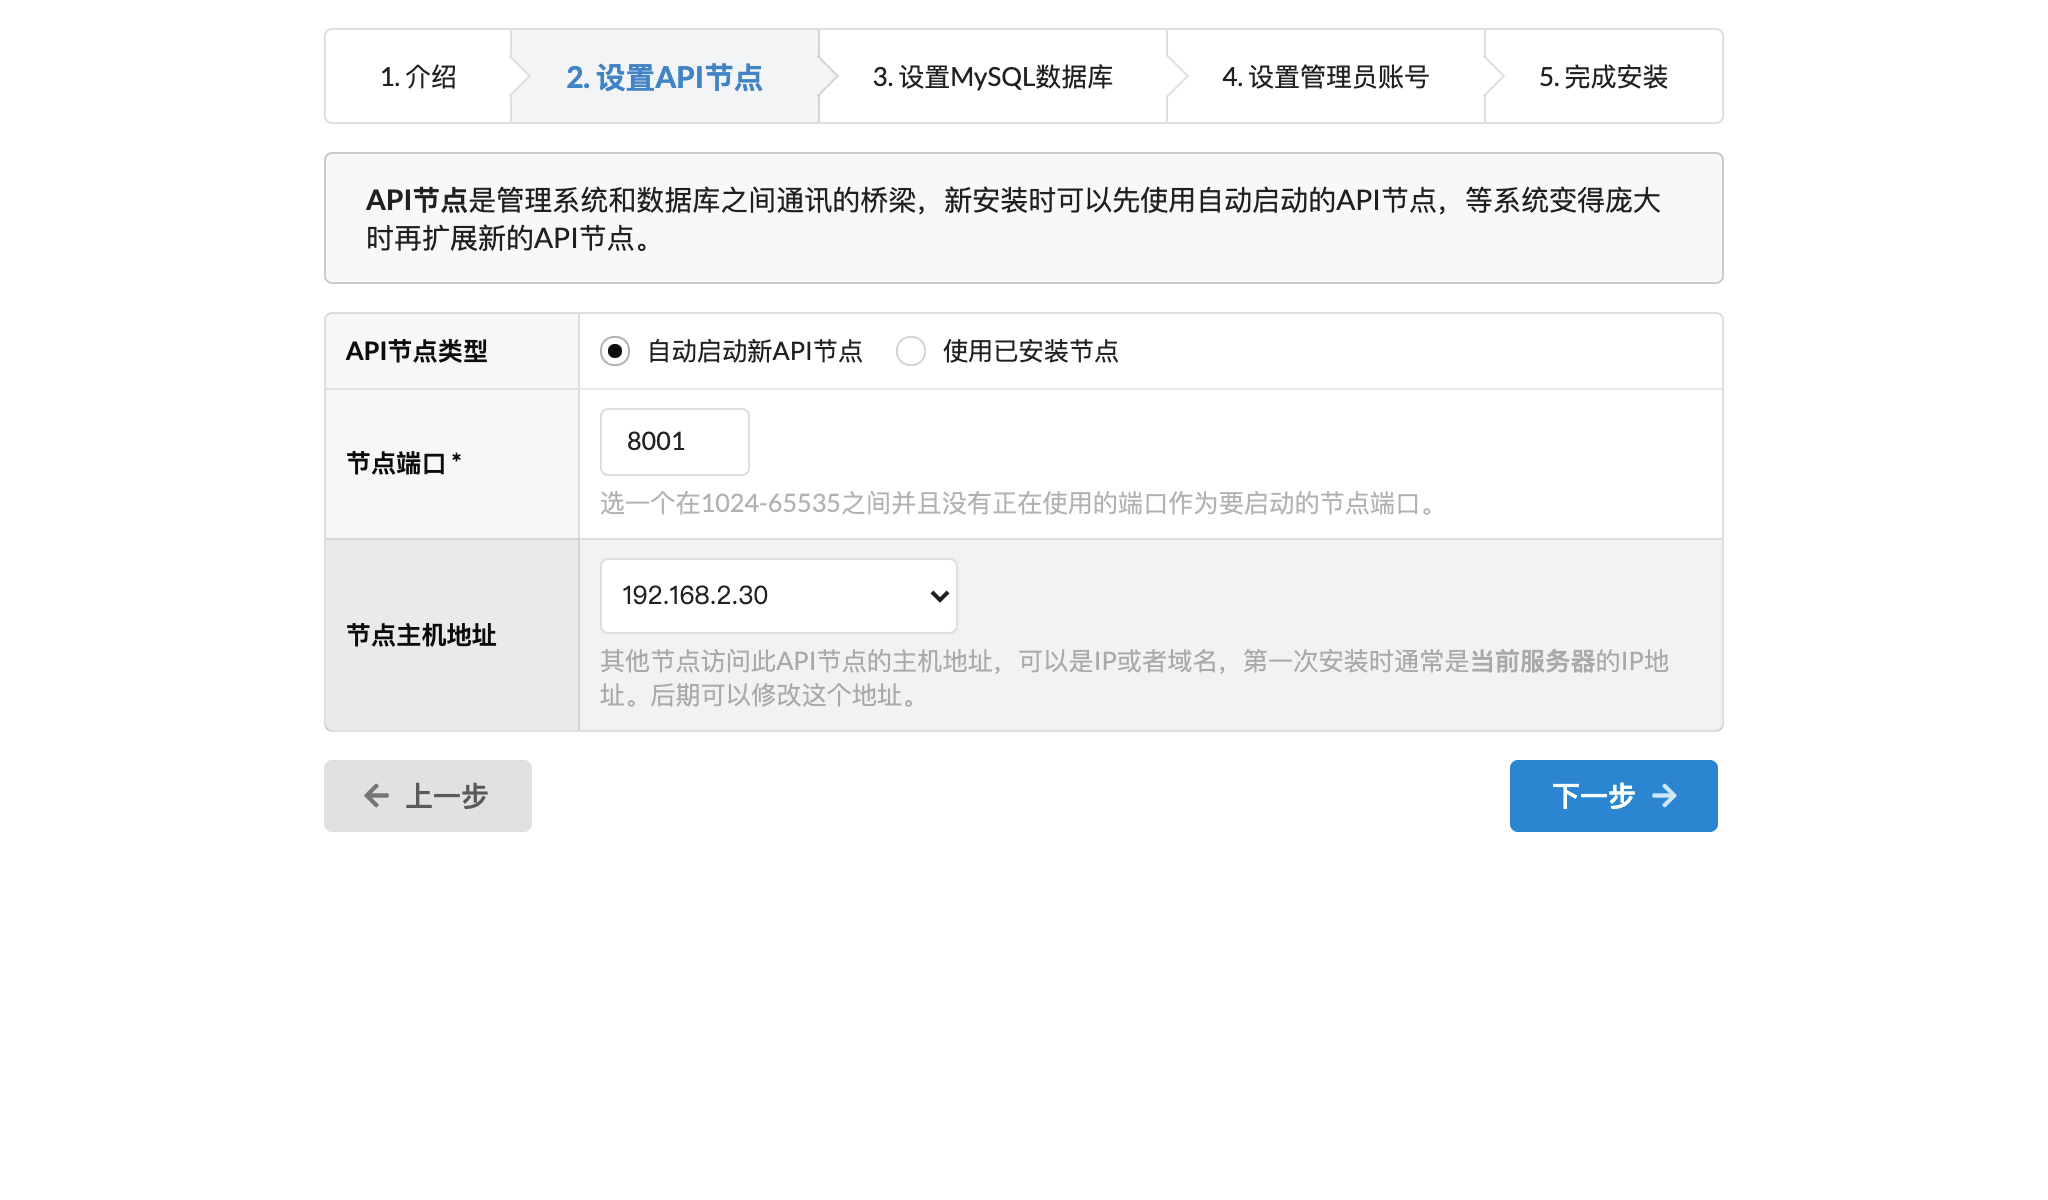 1. 介绍
2. 设置API节点
3. 设置MySQL数据库
4. 设置管理员账号
5. 完成安装
API节点是管理系统和数据库之间通讯的桥梁，新安装时可以先使用自动启动的API节点，等系统变得庞大
时再扩展新的API节点。
API节点类型
自动启动新API节点
使用已安装节点
节点端口 *
8001
选一个在1024-65535之间并且没有正在使用的端口作为要启动的节点端口。
节点主机地址
192.168.2.30
其他节点访问此API节点的主机地址，可以是IP或者域名，第一次安装时通常是当前服务器的IP地
址。后期可以修改这个地址。
上一步
下一步